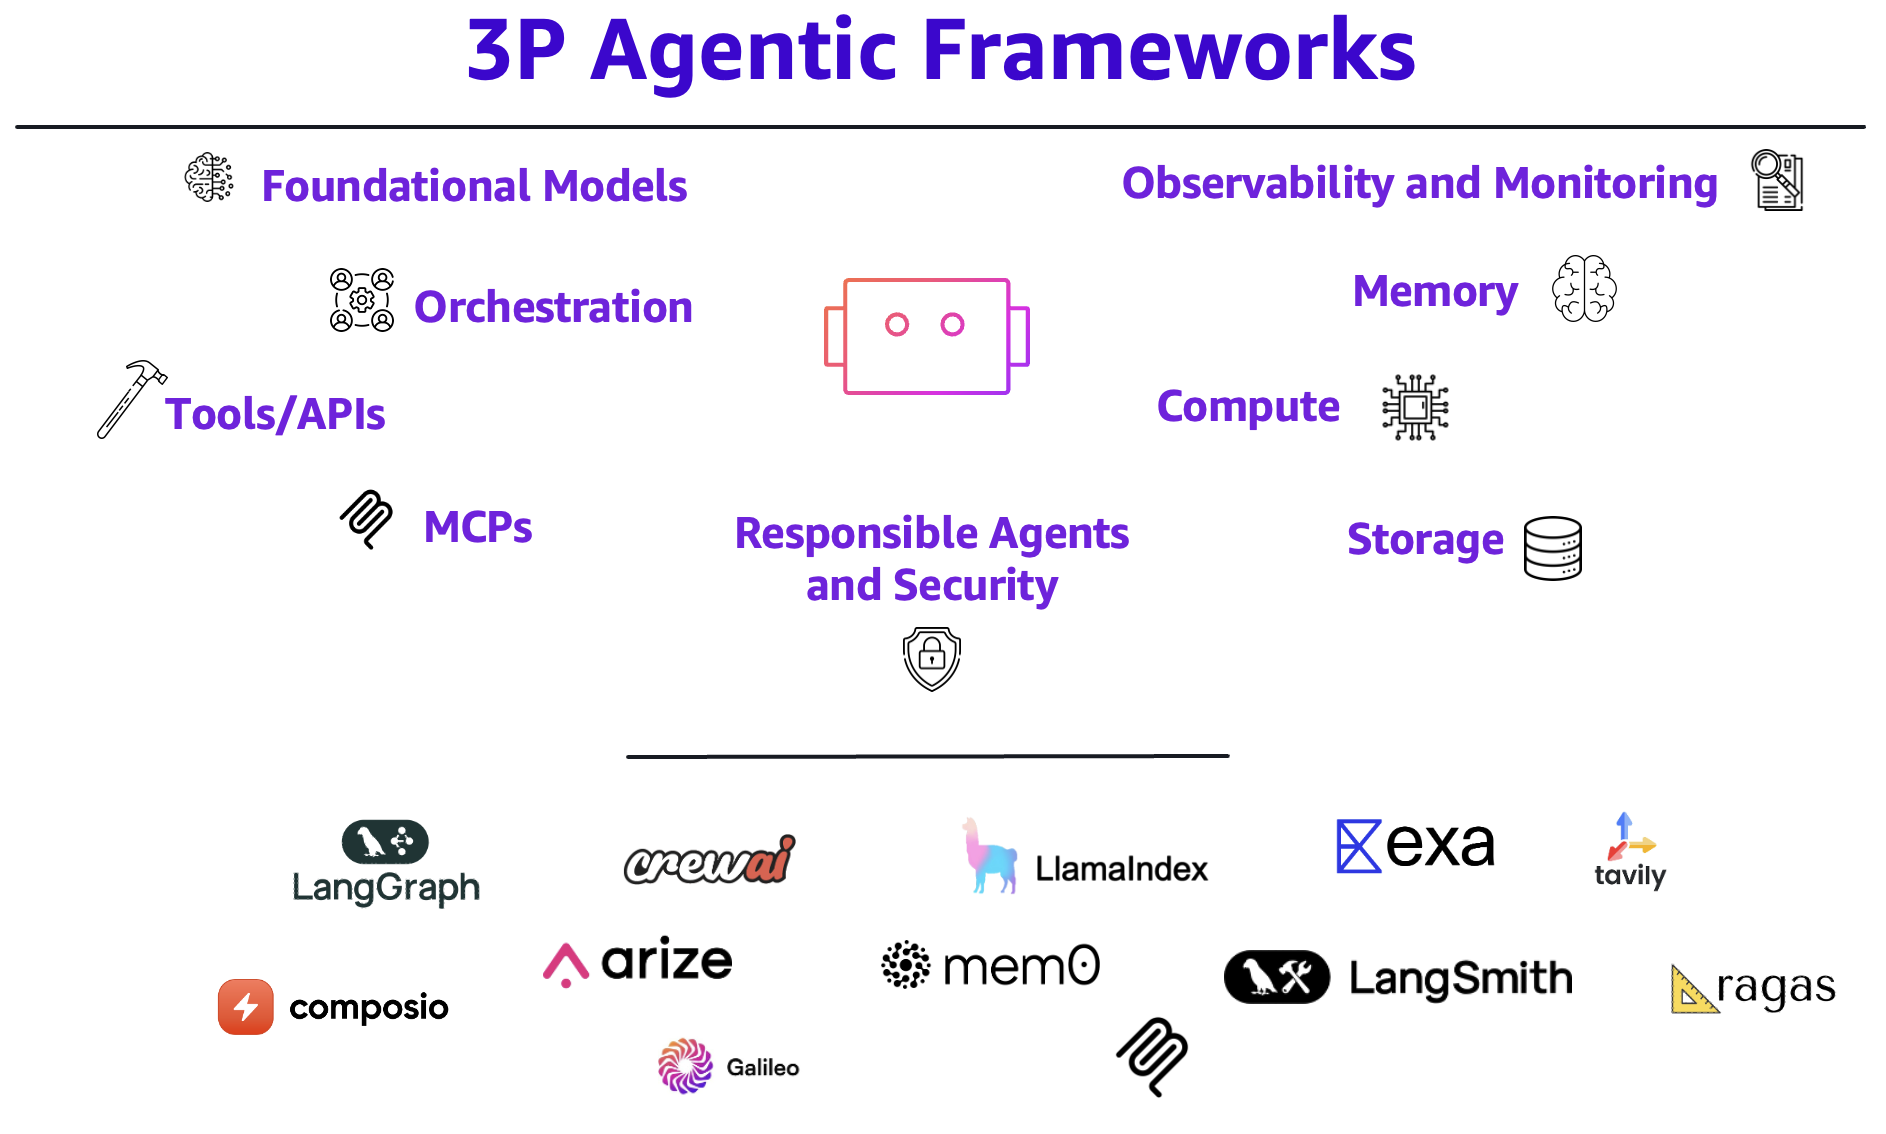 3P Agentic Frameworks
Foundational Models
Observability and Monitoring
Orchestration
Memory
Tools/APIs
Compute
MCPs
Responsible Agents
and Security
Storage
LangGraph
crewai
LlamaIndex
exa
tavily
composio
arize
mem0
LangSmith
ragas
Galileo